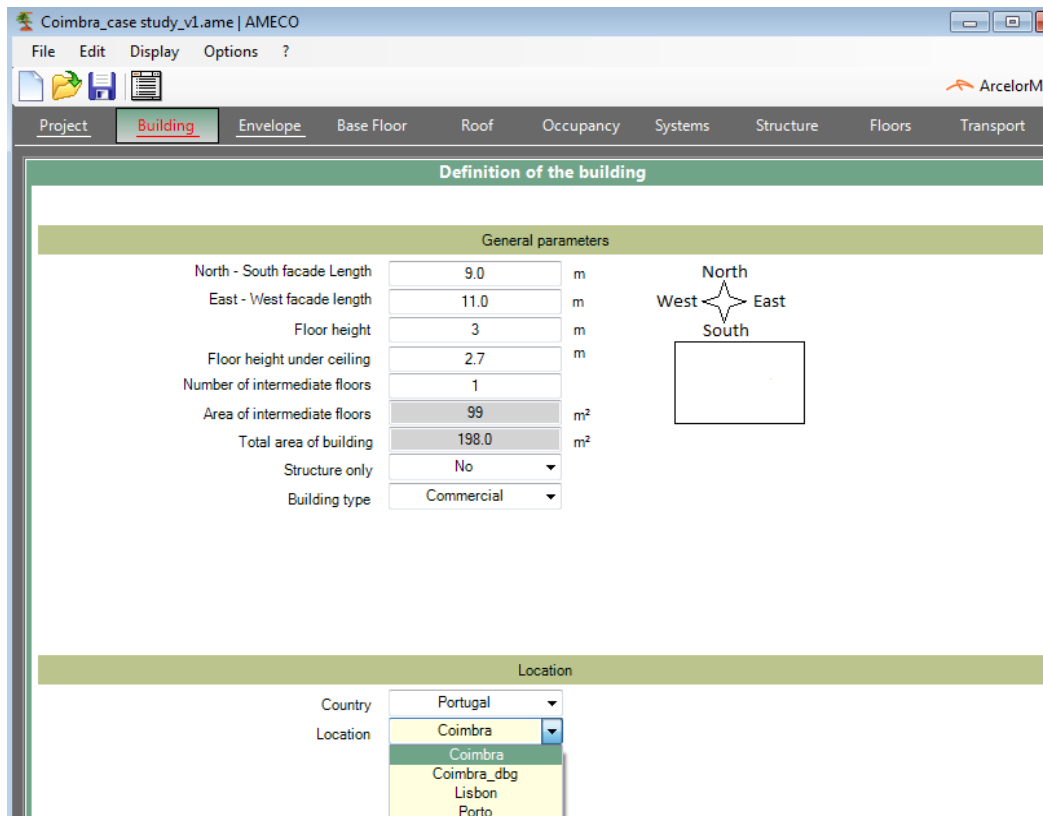 Coimbra_case study_v1.ame | AMECO
File Edit Display Options ?
ArcelorM
Project Building Envelope Base Floor Roof Occupancy Systems Structure Floors Transport
Definition of the building
General parameters
North - South facade Length 9.0 m
East - West facade length 11.0 m
Floor height 3 m
Floor height under ceiling 2.7 m
Number of intermediate floors 1
Area of intermediate floors 99 m²
Total area of building 198.0 m²
Structure only No
Building type Commercial
North
West East
South
Location
Country Portugal
Location Coimbra
Coimbra
Coimbra_dbg
Lisbon
Porto